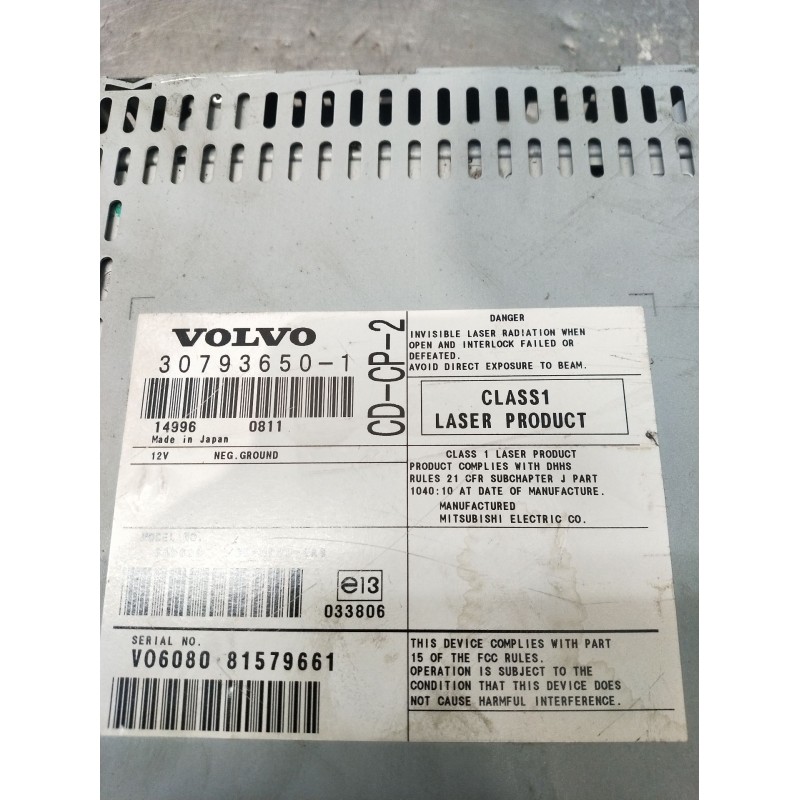 VOLVO
30793650-1
14996 0811
Made in Japan
CD-CP-2
12V NEG.GROUND
MODEL NO.
e13
033806
SERIAL NO.
VO6080 81579661
DANGER
INVISIBLE LASER RADIATION WHEN
OPEN AND INTERLOCK FAILED OR
DEFEATED.
AVOID DIRECT EXPOSURE TO BEAM.
CLASS1
LASER PRODUCT
CLASS 1 LASER PRODUCT
PRODUCT COMPLIES WITH DHHS
RULES 21 CFR SUBCHAPTER J PART
1040:10 AT DATE OF MANUFACTURE.
MANUFACTURED
MITSUBISHI ELECTRIC CO.
THIS DEVICE COMPLIES WITH PART
15 OF THE FCC RULES.
OPERATION IS SUBJECT TO THE
CONDITION THAT THIS DEVICE DOES
NOT CAUSE HARMFUL INTERFERENCE.